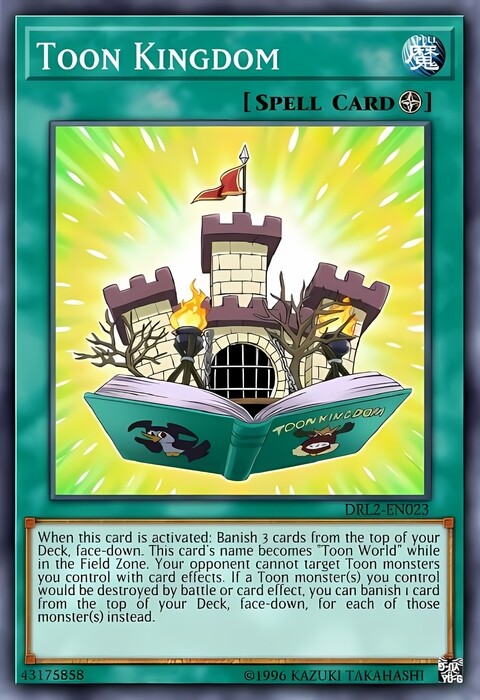 TOON KINGDOM
魔
[SPELL CARD]
TOONKINGDOM
DRL2-EN023
When this card is activated: Banish 3 cards from the top of your
Deck, face-down. This card's name becomes "Toon World" while
in the Field Zone. Your opponent cannot target Toon monsters
you control with card effects. If a Toon monster(s) you control
would be destroyed by battle or card effect, you can banish 1 card
from the top of your Deck, face-down, for each of those
monster(s) instead.
43175858
©1996 KAZUKI TAKAHASHI